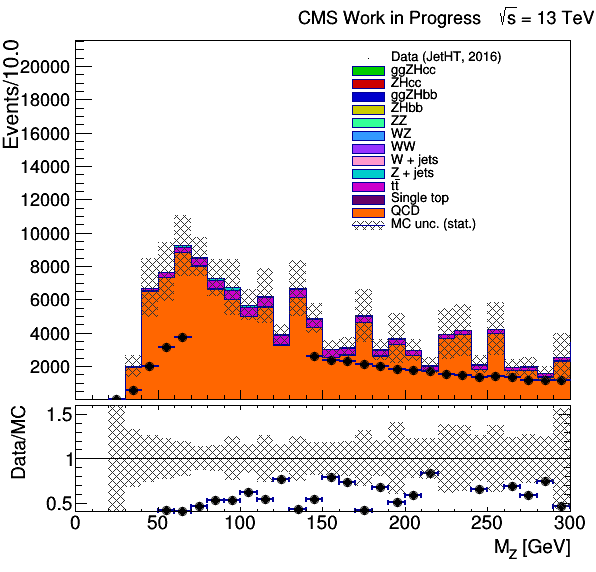 CMS Work in Progress √s = 13 TeV
Events/10.0
20000
18000
16000
14000
12000
10000
8000
6000
4000
2000
0
Data (JetHT, 2016)
ggZHcc
ZHcc
ggZHbb
ZHbb
ZZ
WZ
WW
W + jets
Z + jets
tt̄
Single top
QCD
MC unc. (stat.)
Data/MC
1.5
1
0.5
0 50 100 150 200 250 300
M_Z [GeV]